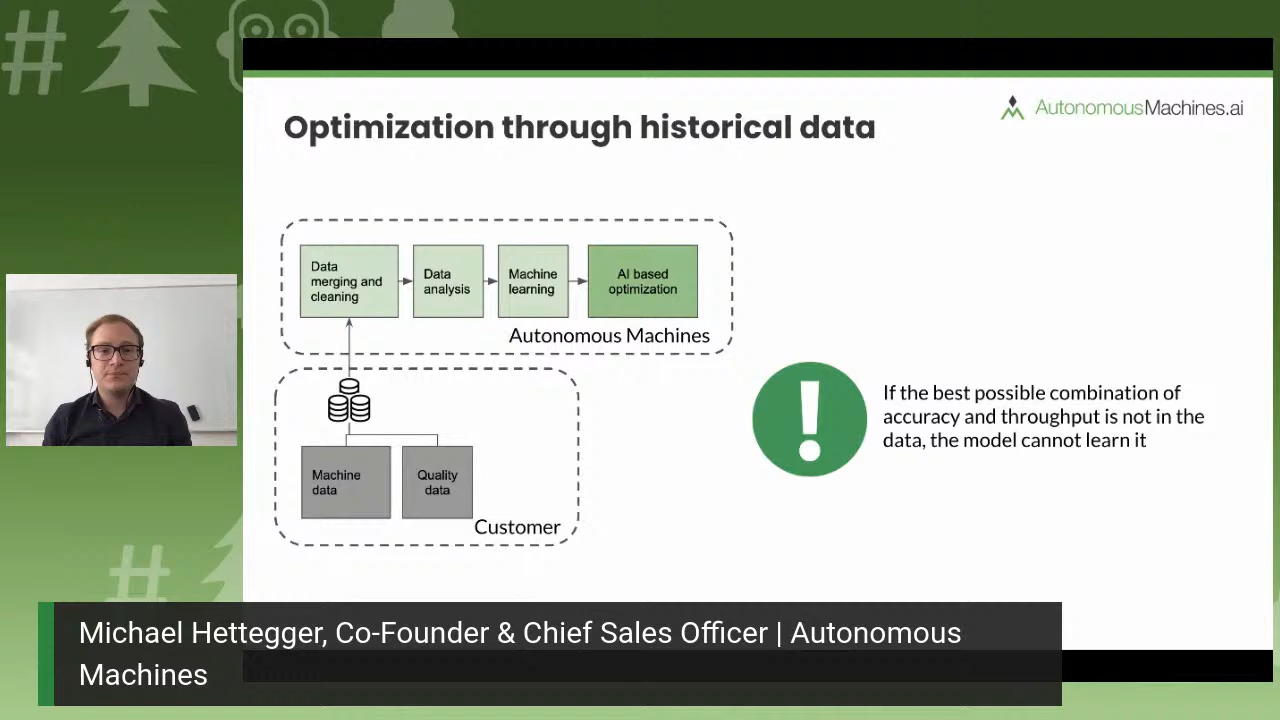 #
Optimization through historical data
AutonomousMachines.ai
Data
merging and
cleaning
Data
analysis
Machine
learning
AI based
optimization
Autonomous Machines
Machine
data
Quality
data
Customer
!
If the best possible combination of
accuracy and throughput is not in the
data, the model cannot learn it
#
Michael Hettegger, Co-Founder & Chief Sales Officer | Autonomous
Machines